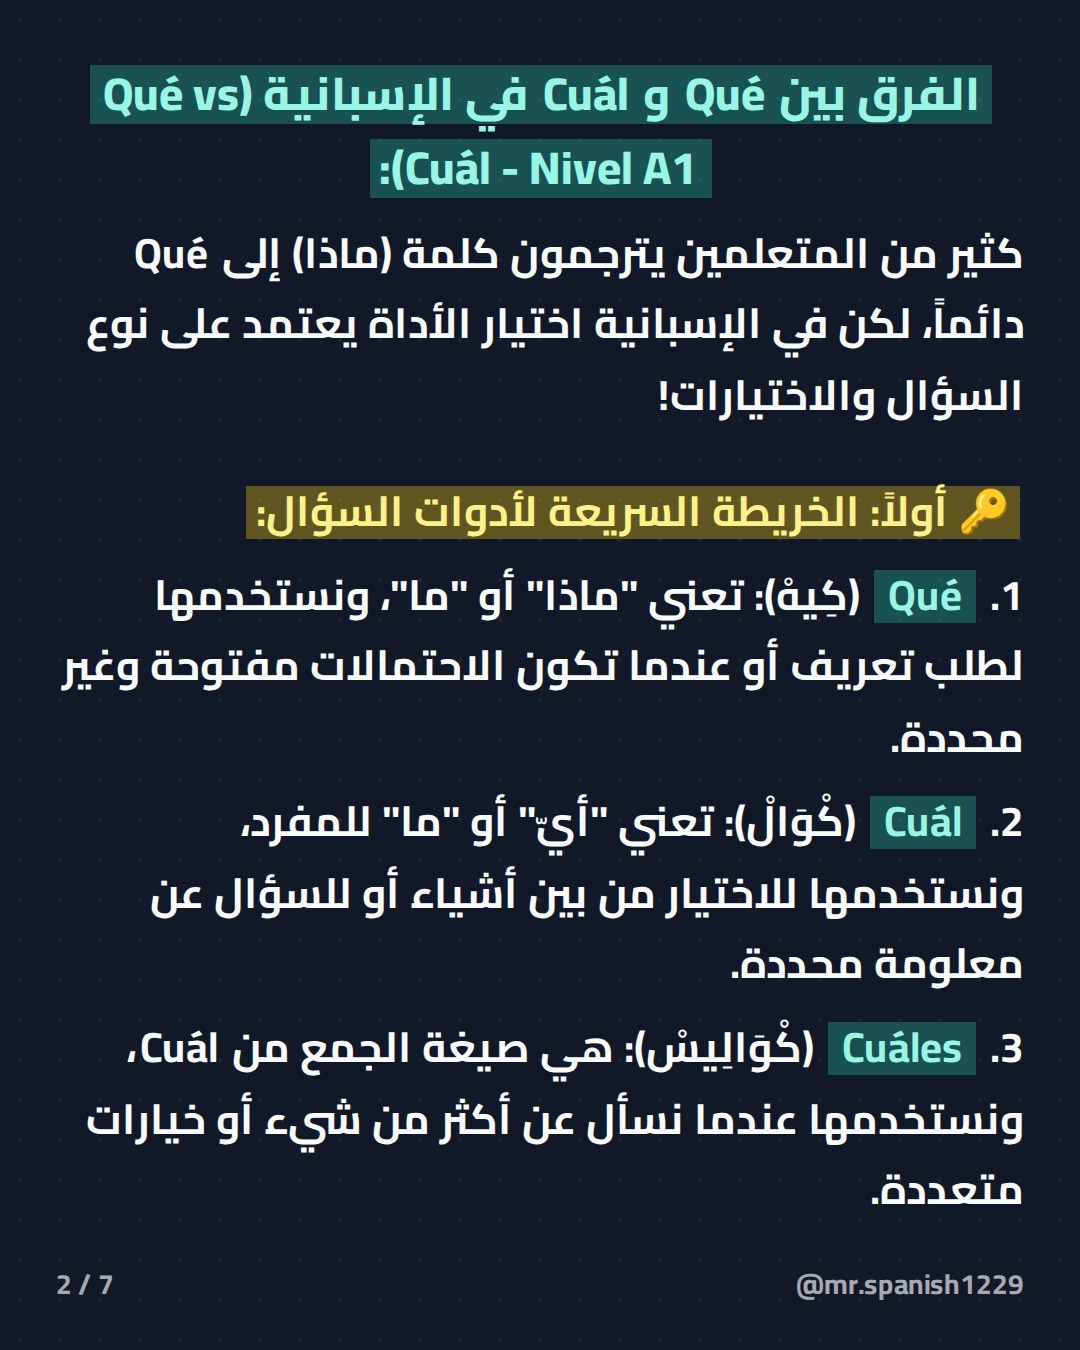 الفرق بين Qué و Cuál في الإسبانية (Qué vs
Cuál - Nivel A1):
كثير من المتعلمين يترجمون كلمة (ماذا) إلى Qué
دائماً، لكن في الإسبانية اختيار الأداة يعتمد على نوع
السؤال والاختيارات!
🔑 أولاً: الخريطة السريعة لأدوات السؤال:
1. Qué (كِيهْ): تعني "ماذا" أو "ما"، ونستخدمها
لطلب تعريف أو عندما تكون الاحتمالات مفتوحة وغير
محددة.
2. Cuál (كْوَالْ): تعني "أيّ" أو "ما" للمفرد،
ونستخدمها للاختيار من بين أشياء أو للسؤال عن
معلومة محددة.
3. Cuáles (كْوَالِيسْ): هي صيغة الجمع من Cuál،
ونستخدمها عندما نسأل عن أكثر من شيء أو خيارات
متعددة.
2 / 7
@mr.spanish1229